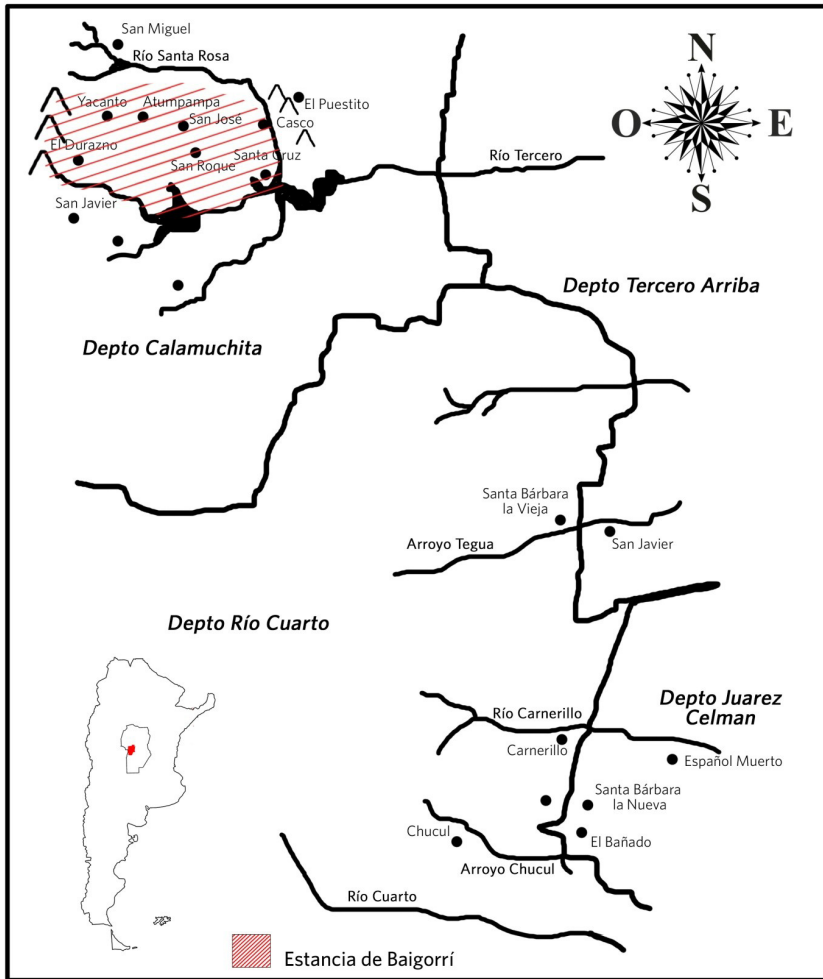 San Miguel
Río Santa Rosa
N
Yacanto
Atumpampa
El Puestito
San José
Casco
O
E
El Durazno
San Roque
Santa Cruz
Río Tercero
S
San Javier
Depto Tercero Arriba
Depto Calamuchita
Santa Bárbara
la Vieja
Arroyo Tegua
San Javier
Depto Río Cuarto
Depto Juarez
Celman
Río Carnerillo
Carnerillo
Español Muerto
Santa Bárbara
la Nueva
Chucul
El Bañado
Arroyo Chucul
Río Cuarto
Estancia de Baigorrí